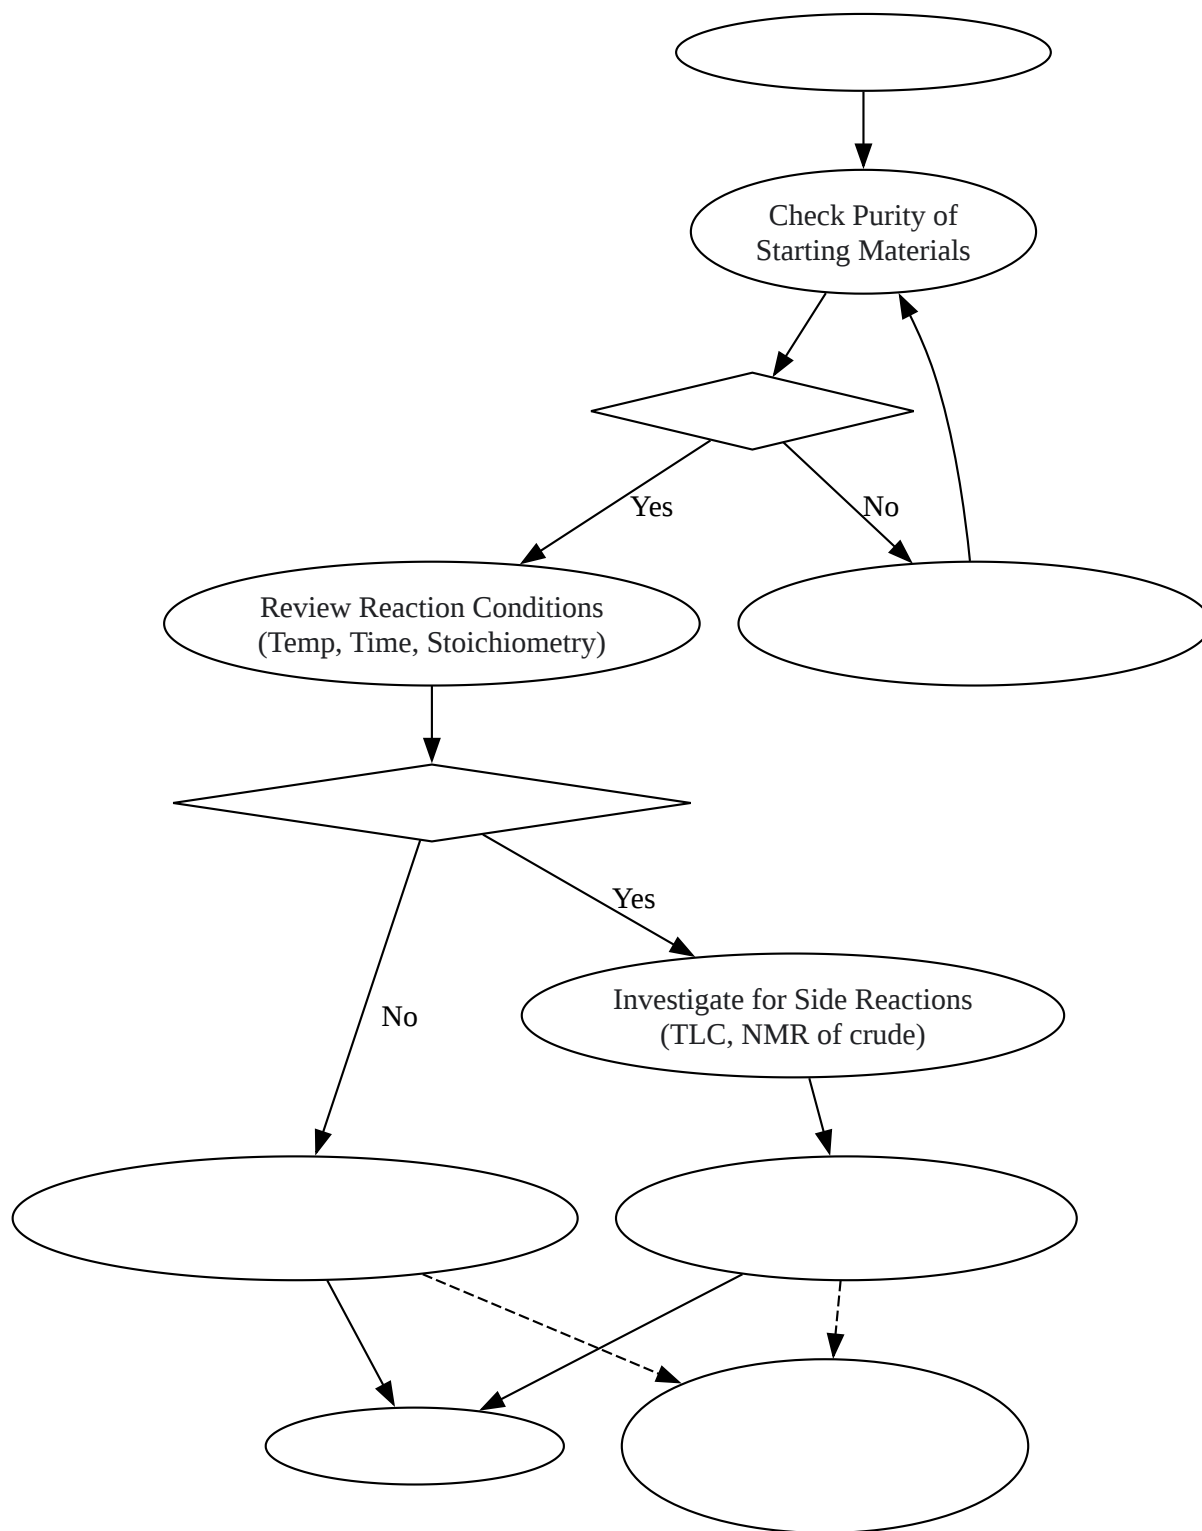 Check Purity of
Starting Materials
Yes
No
Review Reaction Conditions
(Temp, Time, Stoichiometry)
Yes
No
Investigate for Side Reactions
(TLC, NMR of crude)